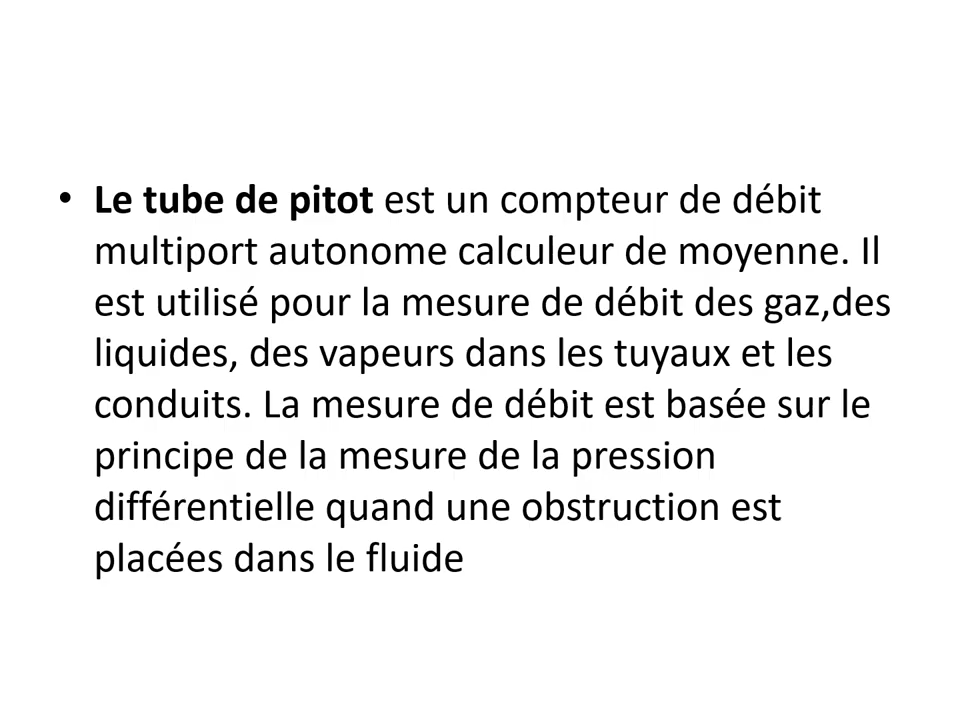 • Le tube de pitot est un compteur de débit
multiport autonome calculeur de moyenne. Il
est utilisé pour la mesure de débit des gaz,des
liquides, des vapeurs dans les tuyaux et les
conduits. La mesure de débit est basée sur le
principe de la mesure de la pression
différentielle quand une obstruction est
placées dans le fluide